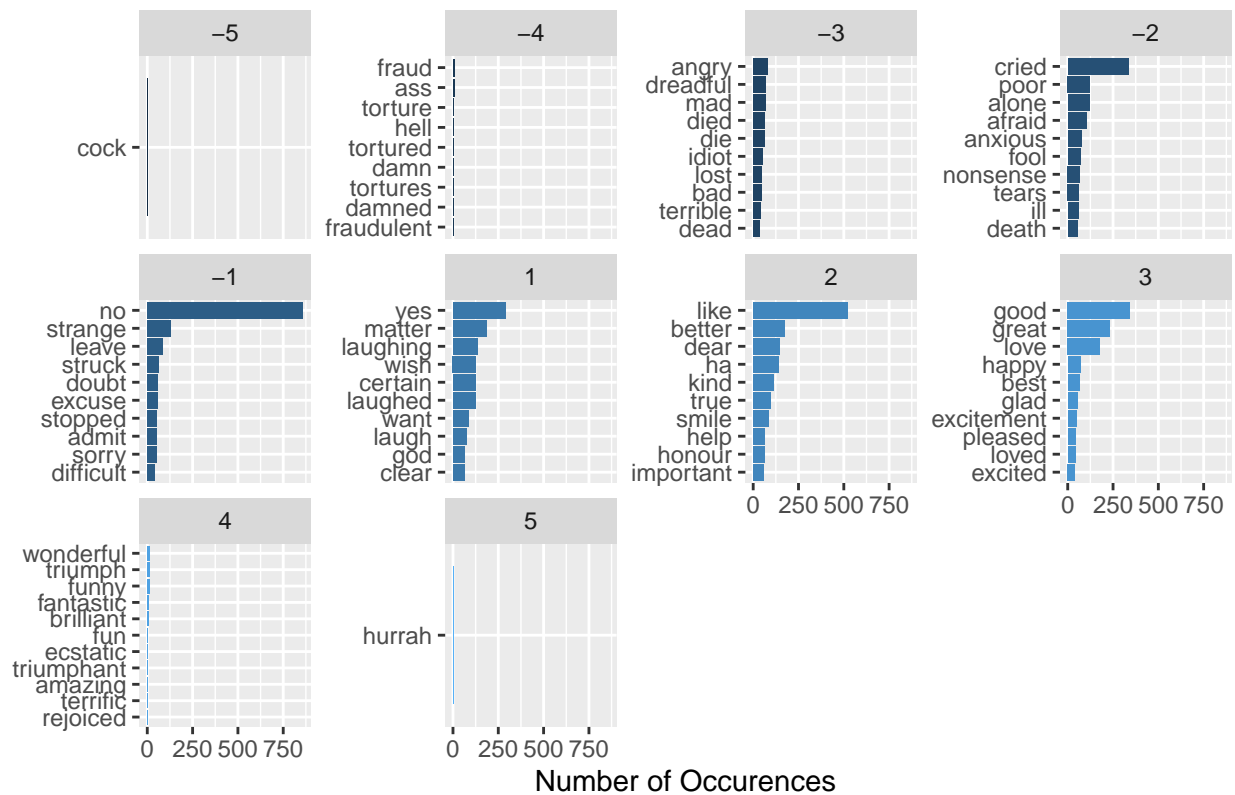 −5
cock
−4
fraud
ass
torture
hell
tortured
damn
tortures
damned
fraudulent
−3
angry
dreadful
mad
died
die
idiot
lost
bad
terrible
dead
−2
cried
poor
alone
afraid
anxious
fool
nonsense
tears
ill
death
−1
no
strange
leave
struck
doubt
excuse
stopped
admit
sorry
difficult
1
yes
matter
laughing
wish
certain
laughed
want
laugh
god
clear
2
like
better
dear
ha
kind
true
smile
help
honour
important
0 250 500 750
3
good
great
love
happy
best
glad
excitement
pleased
loved
excited
0 250 500 750
4
wonderful
triumph
funny
fantastic
brilliant
fun
ecstatic
triumphant
amazing
terrific
rejoiced
0 250 500 750
5
hurrah
0 250 500 750
Number of Occurences